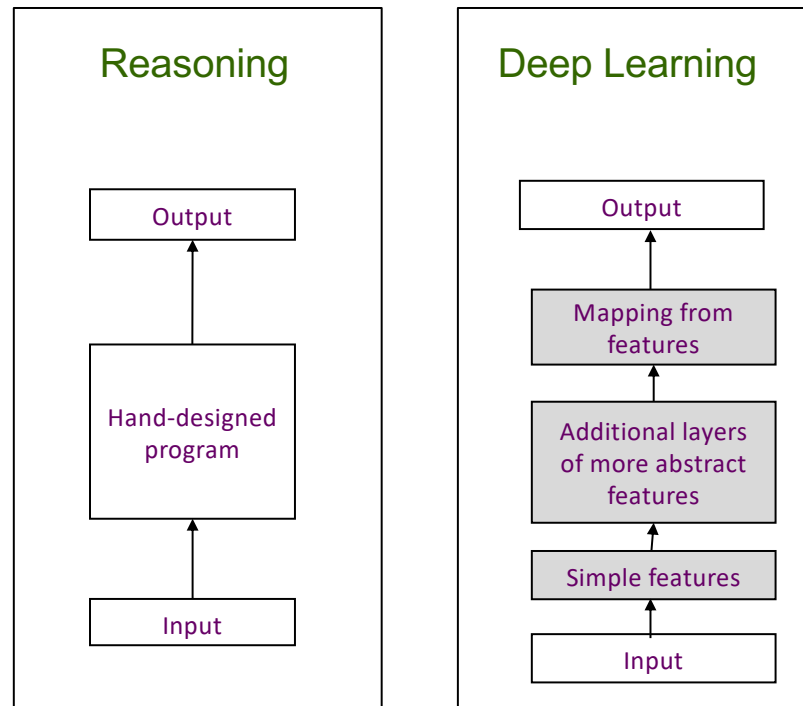 Reasoning
Output
Hand-designed
program
Input
Deep Learning
Output
Mapping from
features
Additional layers
of more abstract
features
Simple features
Input